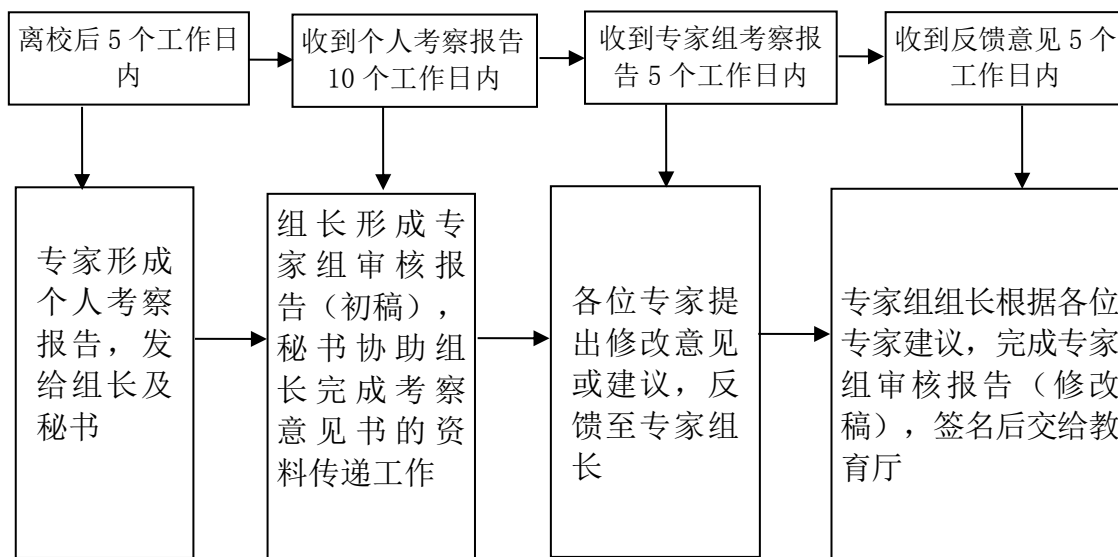 离校后 5 个工作日
内
收到个人考察报告
10 个工作日内
收到专家组考察报
告 5 个工作日内
收到反馈意见 5 个
工作日内
专家形成
个人考察
报告，发
给组长及
秘书
组长形成专
家组审核报
告（初稿），
秘书协助组
长完成考察
意见书的资
料传递工作
各位专家提
出修改意见
或建议，反
馈至专家组
长
专家组组长根据各位
专家建议，完成专家
组审核报告（修改
稿），签名后交给教
育厅